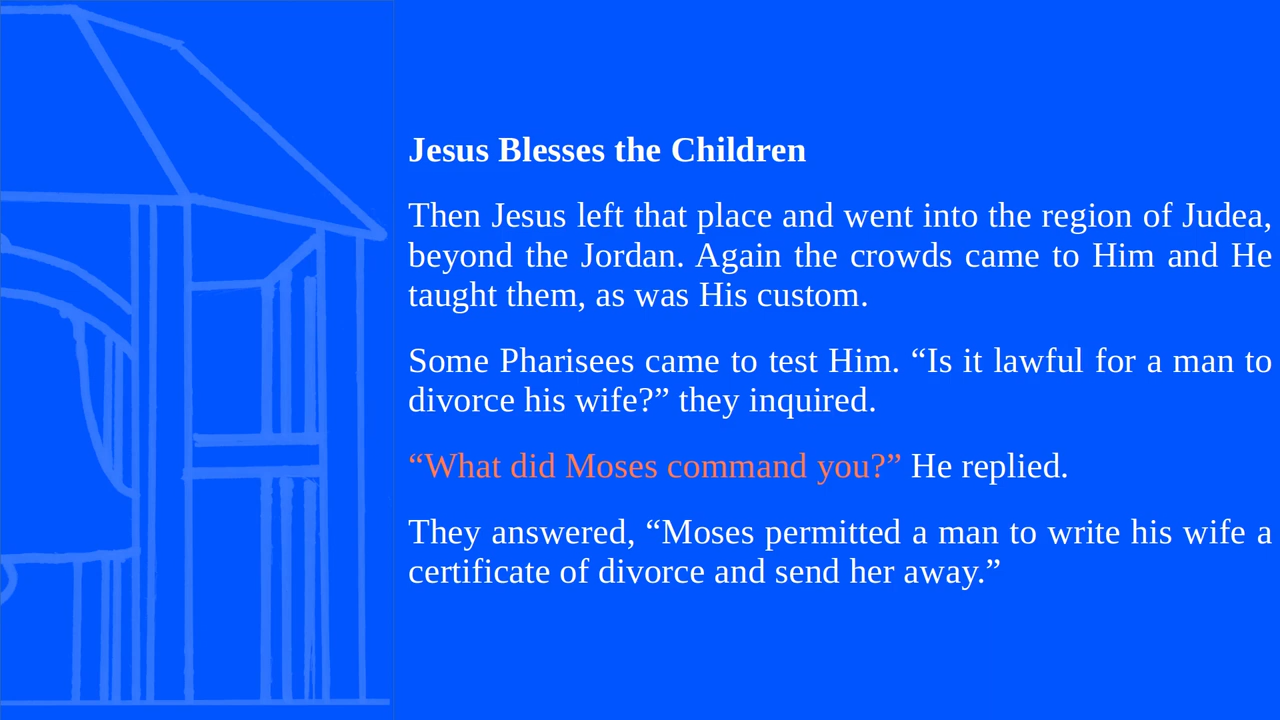 Jesus Blesses the Children
Then Jesus left that place and went into the region of Judea,
beyond the Jordan. Again the crowds came to Him and He
taught them, as was His custom.
Some Pharisees came to test Him. “Is it lawful for a man to
divorce his wife?” they inquired.
“What did Moses command you?” He replied.
They answered, “Moses permitted a man to write his wife a
certificate of divorce and send her away.”